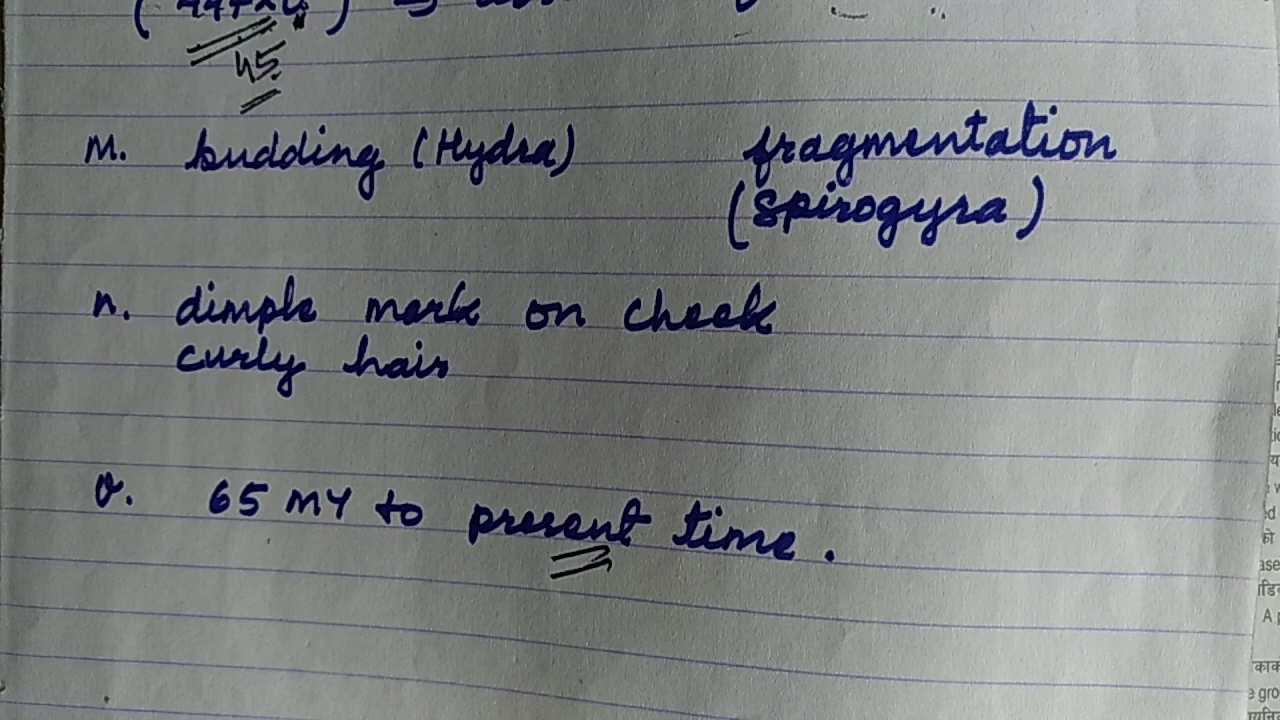 45.
m. budding (Hydra) fragmentation
(Spirogyra)
n. dimple mark on cheek
curly hair
o. 65 MY to present time.